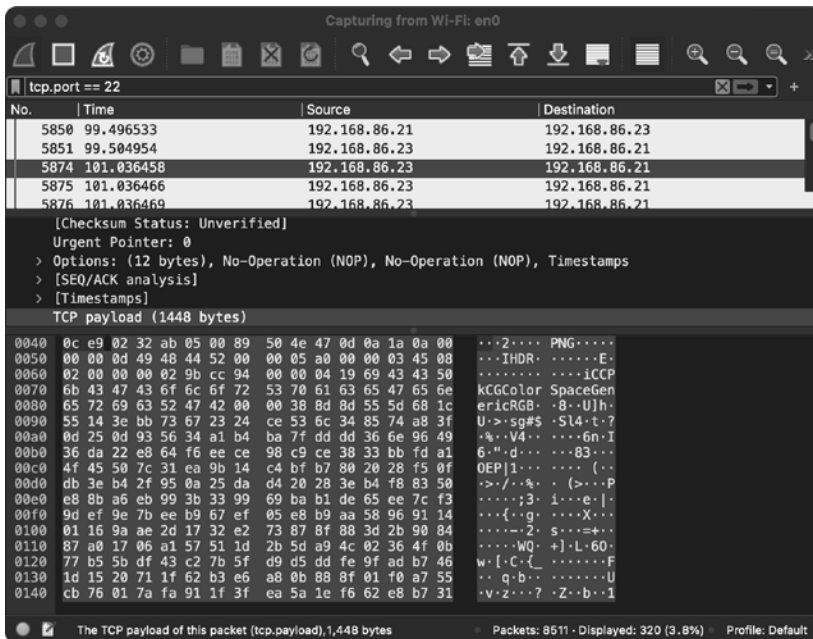 Capturing from Wi-Fi: en0
tcp.port == 22
No. Time Source Destination
5850 99.496533 192.168.86.21 192.168.86.23
5851 99.504954 192.168.86.23 192.168.86.21
5874 101.036458 192.168.86.23 192.168.86.21
5875 101.036466 192.168.86.23 192.168.86.21
5876 101.036469 192.168.86.23 192.168.86.21
[Checksum Status: Unverified]
Urgent Pointer: 0
> Options: (12 bytes), No-Operation (NOP), No-Operation (NOP), Timestamps
> [SEQ/ACK analysis]
> [Timestamps]
TCP payload (1448 bytes)
0040 0c e9 02 32 ab 05 00 89 50 4e 47 0d 0a 1a 0a 00 ···2···· PNG·····
0050 00 00 0d 49 48 44 52 00 00 05 a0 00 00 03 45 08 ···IHDR· ······E·
0060 02 00 00 00 02 9b cc 94 00 00 04 19 69 43 43 50 ········ ····iCCP
0070 6b 43 47 43 6f 6c 6f 72 53 70 61 63 65 47 65 6e kCGColor SpaceGen
0080 65 72 69 63 52 47 42 00 00 38 8d 8d 55 5d 68 1c ericRGB· ·8··U]h·
0090 55 14 3e bb 73 67 23 24 ce 53 6c 34 85 74 a8 3f U·>·sg#$ ·Sl4·t·?
00a0 0d 25 0d 93 56 34 a1 b4 ba 7f dd dd 36 6e 96 49 ·%··V4·· ····6n·I
00b0 36 da 22 e8 64 f6 ee ce 98 c9 ce 38 33 bb fd a1 6·"·d··· ···83···
00c0 4f 45 50 7c 31 ea 9b 14 c4 bf b7 80 20 28 f5 0f OEP|1··· ···· (··
00d0 db 3e b4 2f 95 0a 25 da d4 20 28 3e b4 f8 83 50 ·>·/··%· · (>···P
00e0 e8 8b a6 eb 99 3b 33 99 69 ba b1 de 65 ee 7c f3 ·····;3· i···e·|·
00f0 9d ef 9e 7b ee b9 67 ef 05 e8 b9 aa 58 96 91 14 ···{··g· ····X···
0100 01 16 9a ae 2d 17 32 e2 73 87 8f 88 3d 2b 90 84 ····-·2· s···=+··
0110 87 a0 17 06 a1 57 51 1d 2b 5d a9 4c 02 36 4f 0b ·····WQ· +]·L·6O·
0120 77 b5 5b df 43 c2 7b 5f d9 d5 dd fe 9f ad b7 46 w·[·C·{_ ·······F
0130 1d 15 20 71 1f 62 b3 e6 a8 0b 88 8f 01 f0 a7 55 ·· q·b·· ·······U
0140 cb 76 01 7a fa 91 1f 3f ea 5a 1e f6 62 e8 b7 31 ·v·z···? ·Z··b··1
The TCP payload of this packet (tcp.payload),1,448 bytes Packets: 8511 · Displayed: 320 (3.8%) Profile: Default